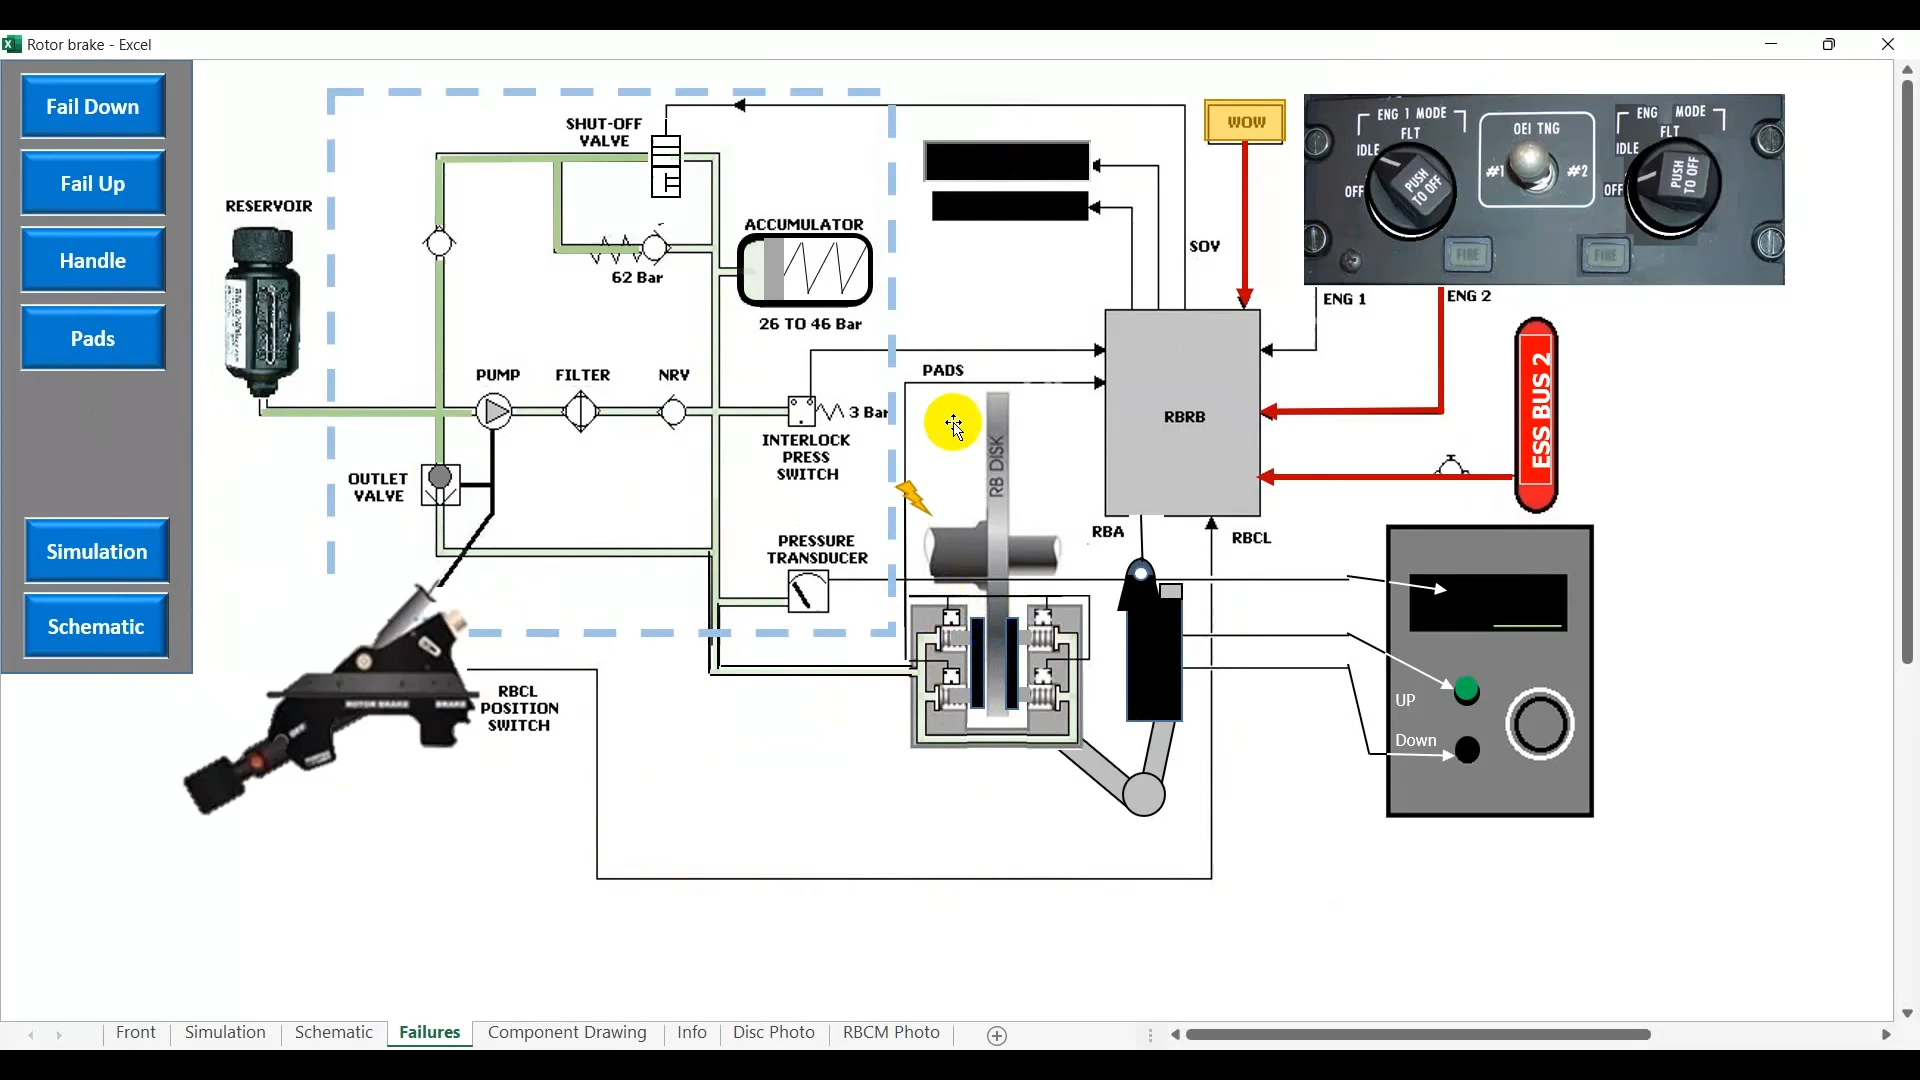 Rotor brake - Excel
Fail Down
Fail Up
Handle
Pads
Simulation
Schematic
RESERVOIR
SHUT-OFF
VALVE
ACCUMULATOR
62 Bar
26 TO 46 Bar
PUMP
FILTER
NRV
3 Bar
INTERLOCK
PRESS
SWITCH
OUTLET
VALVE
PRESSURE
TRANSDUCER
ROTOR BRAKE
BRAKE
OFF
RBCL
POSITION
SWITCH
PADS
RB DISK
SOV
WOW
RBRB
RBA
RBCL
ENG 1 MODE
FLT
IDLE
OFF
PUSH
TO OFF
OEI TNG
#1
#2
ENG MODE
FLT
IDLE
OFF
PUSH
TO OFF
FIRE
FIRE
ENG 1
ENG 2
ESS BUS 2
UP
Down
Front
Simulation
Schematic
Failures
Component Drawing
Info
Disc Photo
RBCM Photo